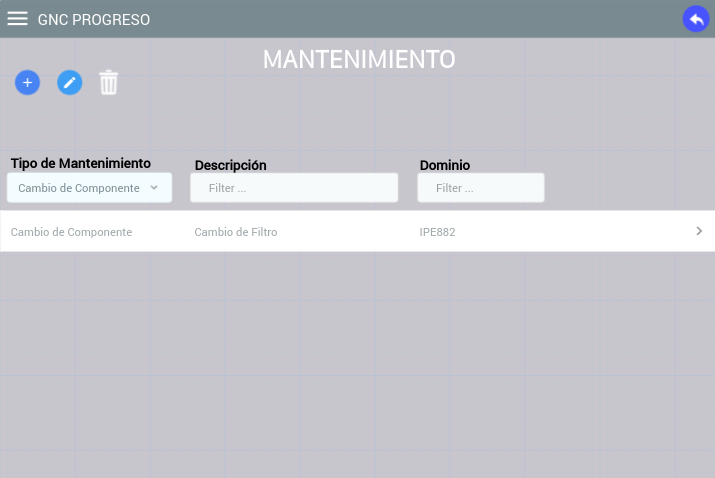 GNC PROGRESO
MANTENIMIENTO
Tipo de Mantenimiento Descripción Dominio
Cambio de Componente Filter ... Filter ...
Cambio de Componente Cambio de Filtro IPE882